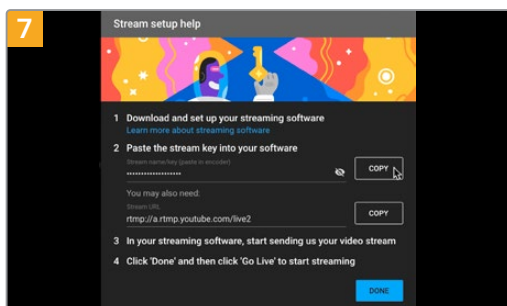 7
Stream setup help
1 Download and set up your streaming software
Learn more about streaming software
2 Paste the stream key into your software
Stream name/key (paste in encoder)
••••••••••••••••••• COPY
You may also need:
Stream URL
rtmp://a.rtmp.youtube.com/live2 COPY
3 In your streaming software, start sending us your video stream
4 Click 'Done' and then click 'Go Live' to start streaming
DONE